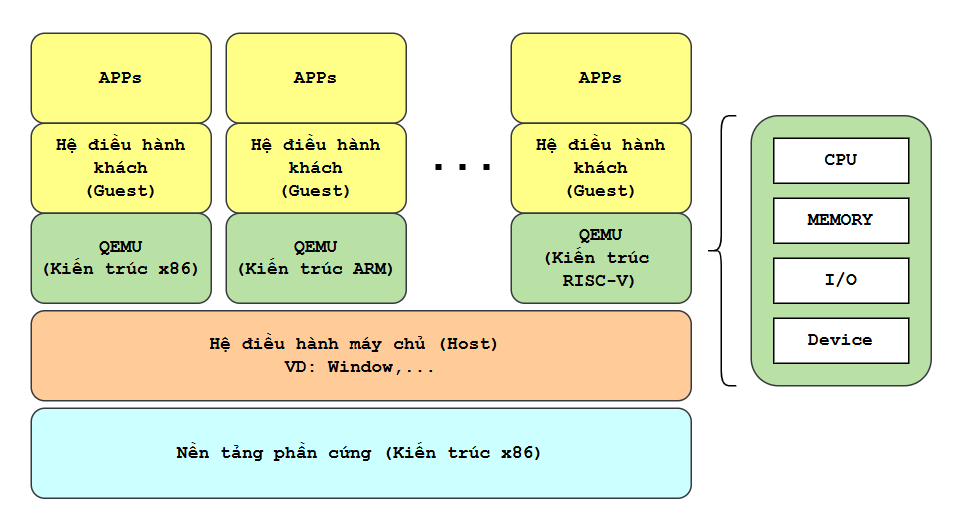 APPs
APPs
APPs
Hệ điều hành
khách
(Guest)
Hệ điều hành
khách
(Guest)
...
Hệ điều hành
khách
(Guest)
QEMU
(Kiến trúc x86)
QEMU
(Kiến trúc ARM)
QEMU
(Kiến trúc
RISC-V)
Hệ điều hành máy chủ (Host)
VD: Window,...
Nền tảng phần cứng (Kiến trúc x86)
CPU
MEMORY
I/O
Device